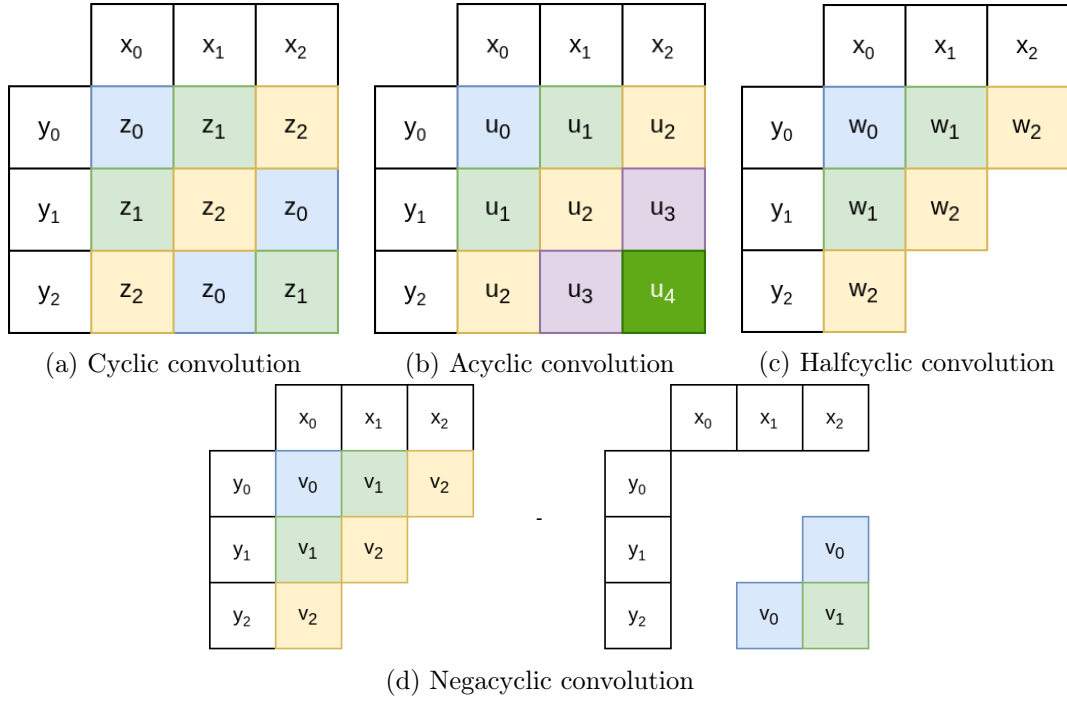 x₀ x₁ x₂ x₀ x₁ x₂ x₀ x₁ x₂
y₀ z₀ z₁ z₂ y₀ u₀ u₁ u₂ y₀ w₀ w₁ w₂
y₁ z₁ z₂ z₀ y₁ u₁ u₂ u₃ y₁ w₁ w₂
y₂ z₂ z₀ z₁ y₂ u₂ u₃ u₄ y₂ w₂
(a) Cyclic convolution (b) Acyclic convolution (c) Halfcyclic convolution
x₀ x₁ x₂ x₀ x₁ x₂
y₀ v₀ v₁ v₂ y₀
-
y₁ v₁ v₂ y₁ v₀
y₂ v₂ y₂ v₀ v₁
(d) Negacyclic convolution